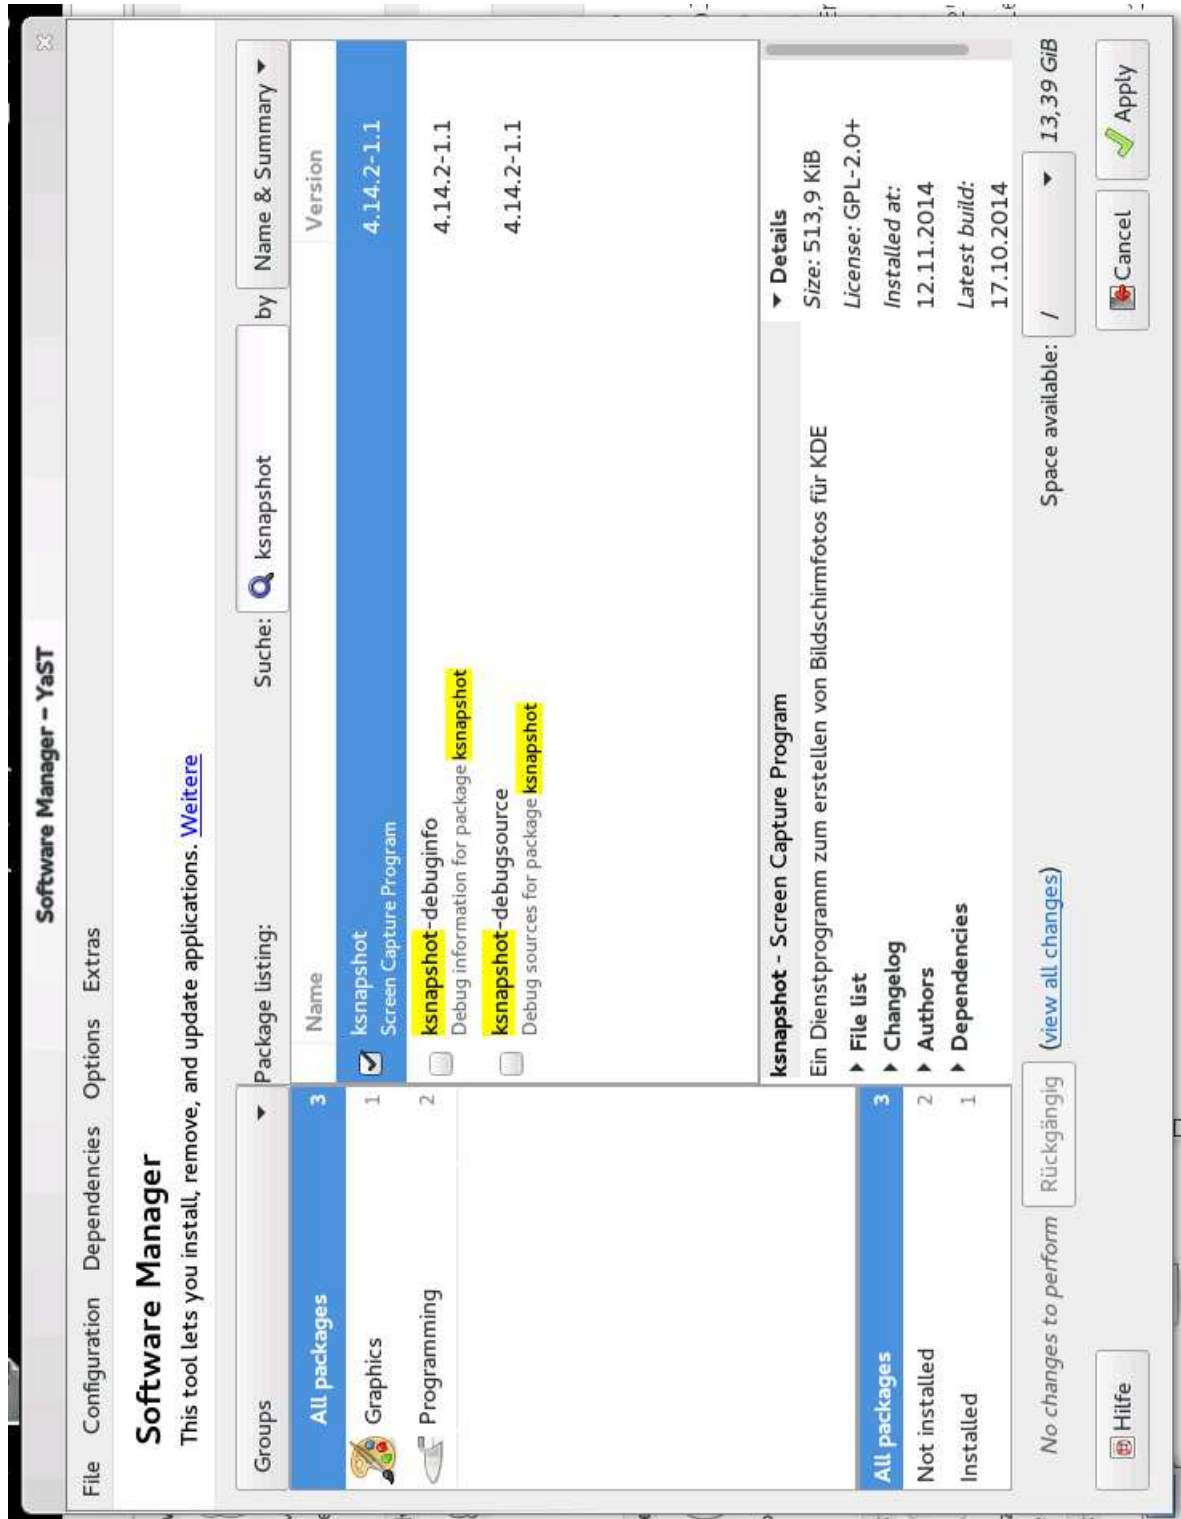 Software Manager – YaST
File Configuration Dependencies Options Extras
Software Manager
This tool lets you install, remove, and update applications. Weitere
Groups
Package listing:
Suche: ksnapshot by Name & Summary
All packages 3
Graphics 1
Programming 2
Name Version
ksnapshot 4.14.2-1.1
Screen Capture Program
ksnapshot-debuginfo 4.14.2-1.1
Debug information for package ksnapshot
ksnapshot-debugsource 4.14.2-1.1
Debug sources for package ksnapshot
All packages 3
Not installed 2
Installed 1
ksnapshot - Screen Capture Program
Ein Dienstprogramm zum erstellen von Bildschirmfotos für KDE
File list
Changelog
Authors
Dependencies
Details
Size: 513,9 KiB
License: GPL-2.0+
Installed at:
12.11.2014
Latest build:
17.10.2014
No changes to perform Rückgängig (view all changes) Space available: / 13,39 GiB
Hilfe Cancel Apply